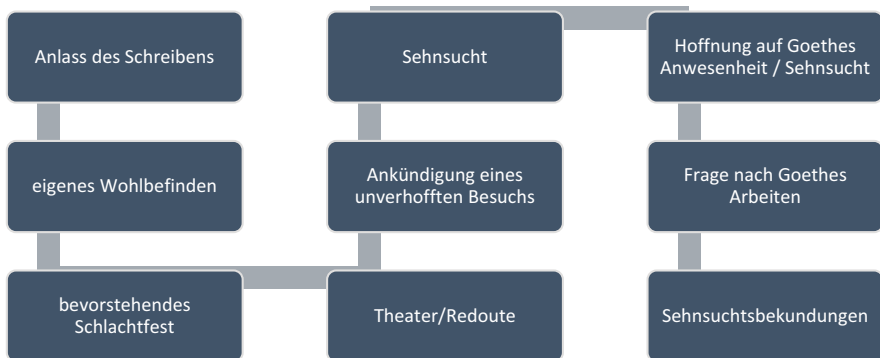 Anlass des Schreibens
eigenes Wohlbefinden
bevorstehendes
Schlachtfest
Theater/Redoute
Ankündigung eines
unverhofften Besuchs
Sehnsucht
Hoffnung auf Goethes
Anwesenheit / Sehnsucht
Frage nach Goethes
Arbeiten
Sehnsuchtsbekundungen